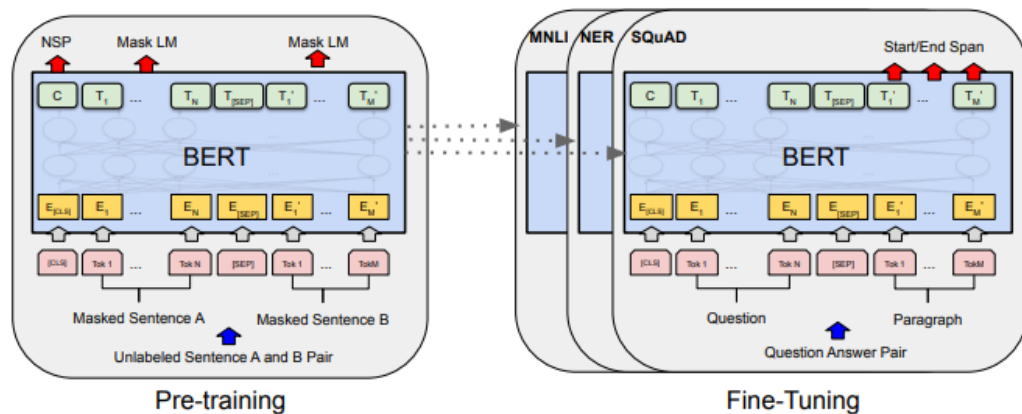 NSP Mask LM Mask LM
C T1 ... TN T[SEP] T1' ... TM'
BERT
E[CLS] E1 ... EN E[SEP] E1' ... EM'
[CLS] Tok 1 ... Tok N [SEP] Tok 1 ... TokM
Masked Sentence A Masked Sentence B
Unlabeled Sentence A and B Pair
Pre-training
MNLI NER SQuAD
Start/End Span
C T1 ... TN T[SEP] T1' ... TM'
BERT
E[CLS] E1 ... EN E[SEP] E1' ... EM'
[CLS] Tok 1 ... Tok N [SEP] Tok 1 ... TokM
Question Paragraph
Question Answer Pair
Fine-Tuning